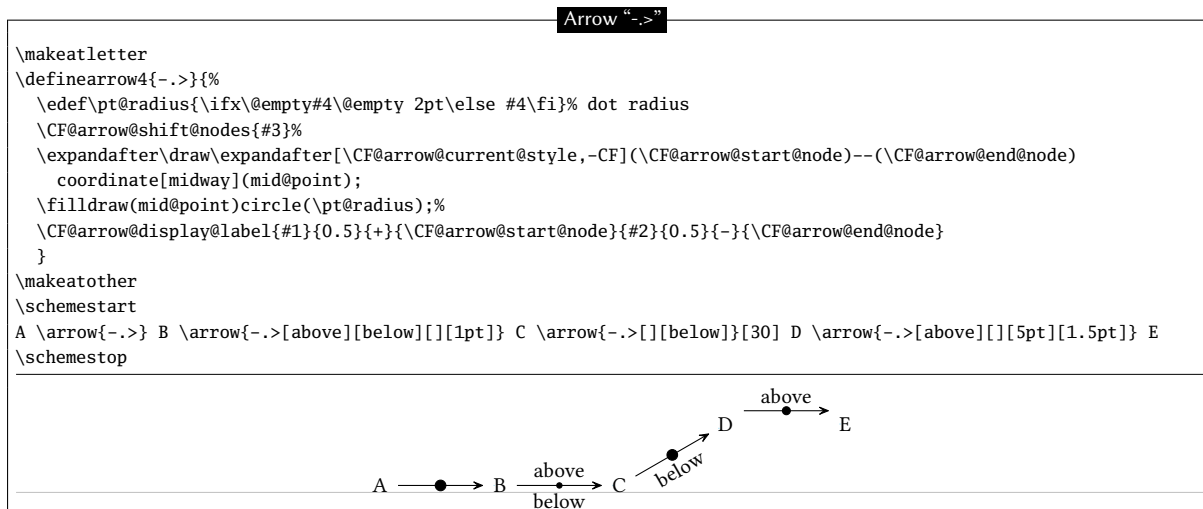 Arrow “-.>”
\makeatletter
\definearrow4{-.>}{%
\edef\pt@radius{\ifx\@empty#4\@empty 2pt\else #4\fi}% dot radius
\CF@arrow@shift@nodes{#3}%
\expandafter\draw\expandafter[\CF@arrow@current@style,-CF](\CF@arrow@start@node)--(\CF@arrow@end@node)
coordinate[midway](mid@point);
\filldraw(mid@point)circle(\pt@radius);%
\CF@arrow@display@label{#1}{0.5}{+}{\CF@arrow@start@node}{#2}{0.5}{-}{\CF@arrow@end@node}
}
\makeatother
\schemestart
A \arrow{-.>} B \arrow{-.>[above][below][][1pt]} C \arrow{-.>[][below]}[30] D \arrow{-.>[above][][5pt][1.5pt]} E
\schemestop
above
D E
below
above
A B C
below